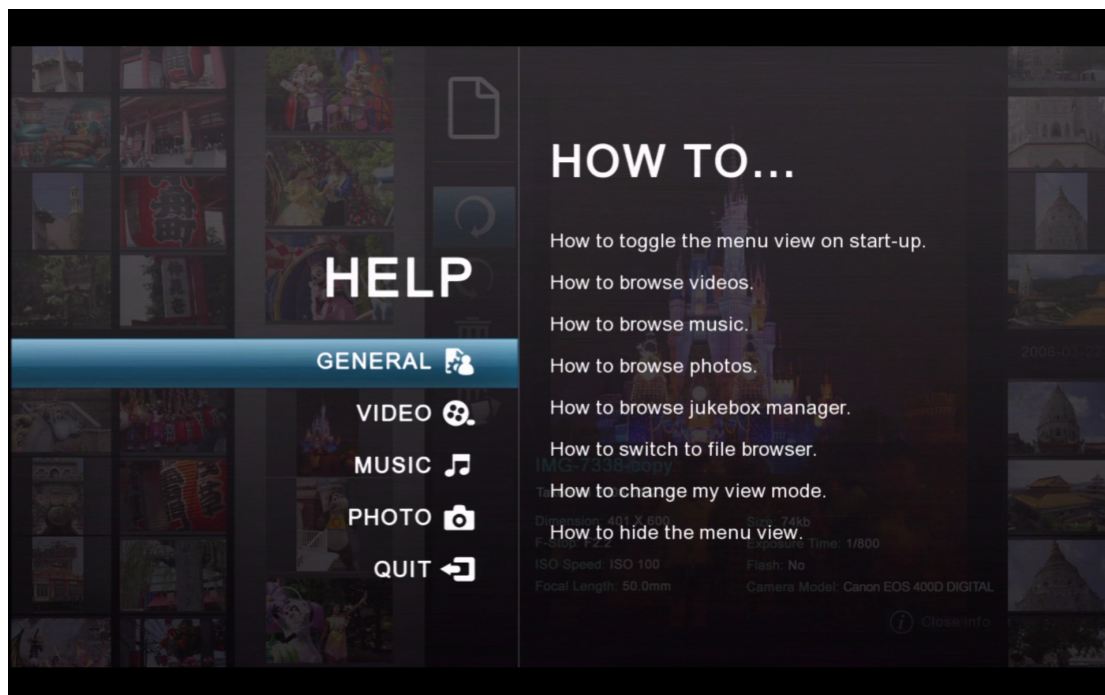 HELP
GENERAL
VIDEO
MUSIC
PHOTO
QUIT
HOW TO...
How to toggle the menu view on start-up.
How to browse videos.
How to browse music.
How to browse photos.
How to browse jukebox manager.
How to switch to file browser.
How to change my view mode.
How to hide the menu view.
IMG-7338-copy
Dimension: 401 X 600
Size: 74kb
F-Stop: F2.2
Exposure Time: 1/800
ISO Speed: ISO 100
Flash: No
Focal Length: 50.0mm
Camera Model: Canon EOS 400D DIGITAL
Close info